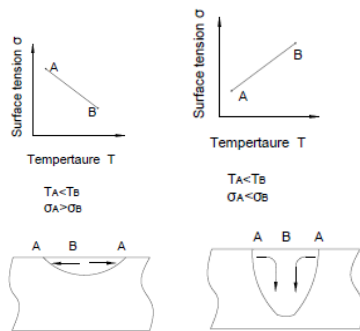 Surface tension σ
A
B
Tempertaure T
TA<TB
σA>σB
A B A
Surface tension σ
B
A
Tempertaure T
TA<TB
σA<σB
A B A